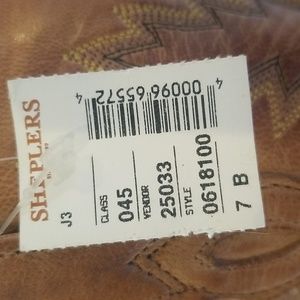 SHEPLERS
J3
4 00096 65572 4
CLASS
045
VENDOR
25033
STYLE
0618100
7 B